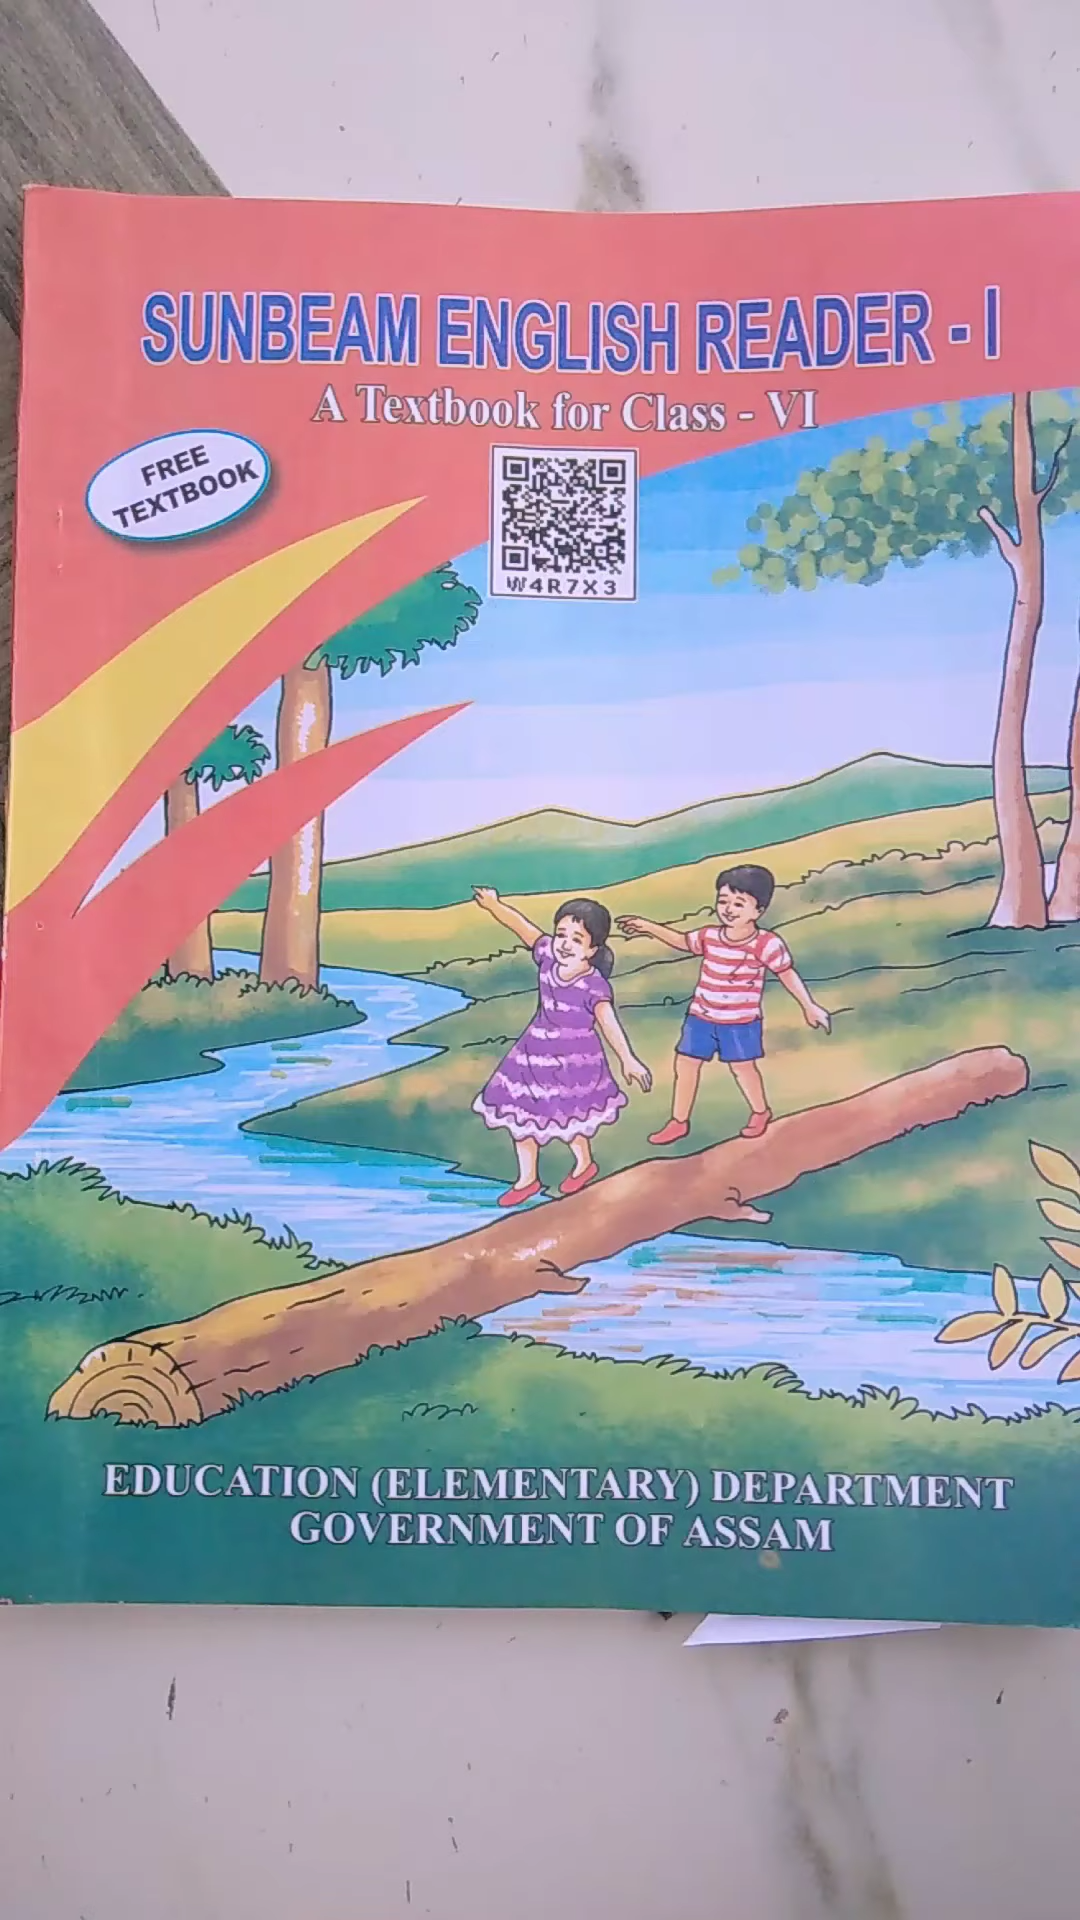 SUNBEAM ENGLISH READER - I
A Textbook for Class - VI
FREE
TEXTBOOK
W4R7X3
EDUCATION (ELEMENTARY) DEPARTMENT
GOVERNMENT OF ASSAM